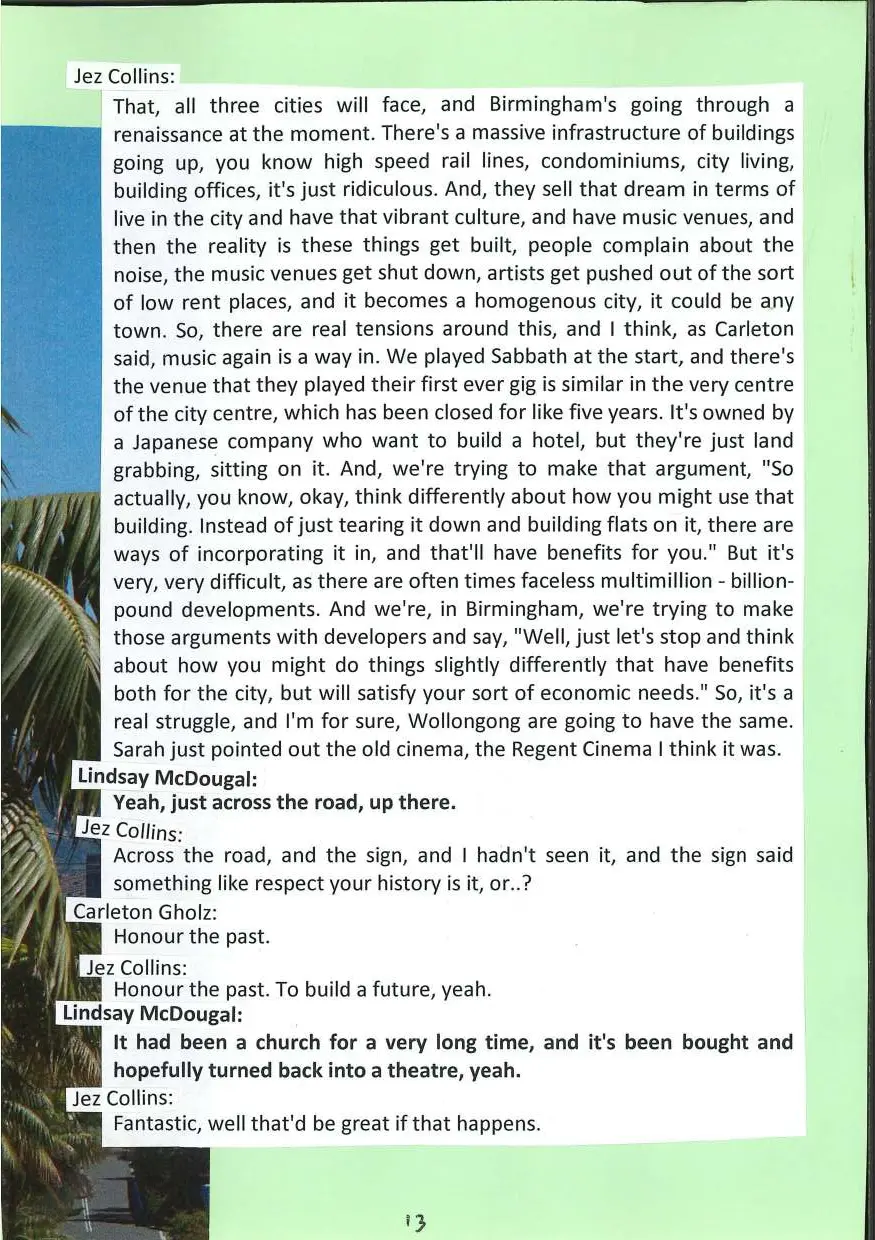 Jez Collins:
That, all three cities will face, and Birmingham's going through a
renaissance at the moment. There's a massive infrastructure of buildings
going up, you know high speed rail lines, condominiums, city living,
building offices, it's just ridiculous. And, they sell that dream in terms of
live in the city and have that vibrant culture, and have music venues, and
then the reality is these things get built, people complain about the
noise, the music venues get shut down, artists get pushed out of the sort
of low rent places, and it becomes a homogenous city, it could be any
town. So, there are real tensions around this, and I think, as Carleton
said, music again is a way in. We played Sabbath at the start, and there's
the venue that they played their first ever gig is similar in the very centre
of the city centre, which has been closed for like five years. It's owned by
a Japanese company who want to build a hotel, but they're just land
grabbing, sitting on it. And, we're trying to make that argument, "So
actually, you know, okay, think differently about how you might use that
building. Instead of just tearing it down and building flats on it, there are
ways of incorporating it in, and that'll have benefits for you." But it's
very, very difficult, as there are often times faceless multimillion - billion-
pound developments. And we're, in Birmingham, we're trying to make
those arguments with developers and say, "Well, just let's stop and think
about how you might do things slightly differently that have benefits
both for the city, but will satisfy your sort of economic needs." So, it's a
real struggle, and I'm for sure, Wollongong are going to have the same.
Sarah just pointed out the old cinema, the Regent Cinema I think it was.
Lindsay McDougal:
Yeah, just across the road, up there.
Jez Collins:
Across the road, and the sign, and I hadn't seen it, and the sign said
something like respect your history is it, or..?
Carleton Gholz:
Honour the past.
Jez Collins:
Honour the past. To build a future, yeah.
Lindsay McDougal:
It had been a church for a very long time, and it's been bought and
hopefully turned back into a theatre, yeah.
Jez Collins:
Fantastic, well that'd be great if that happens.
13